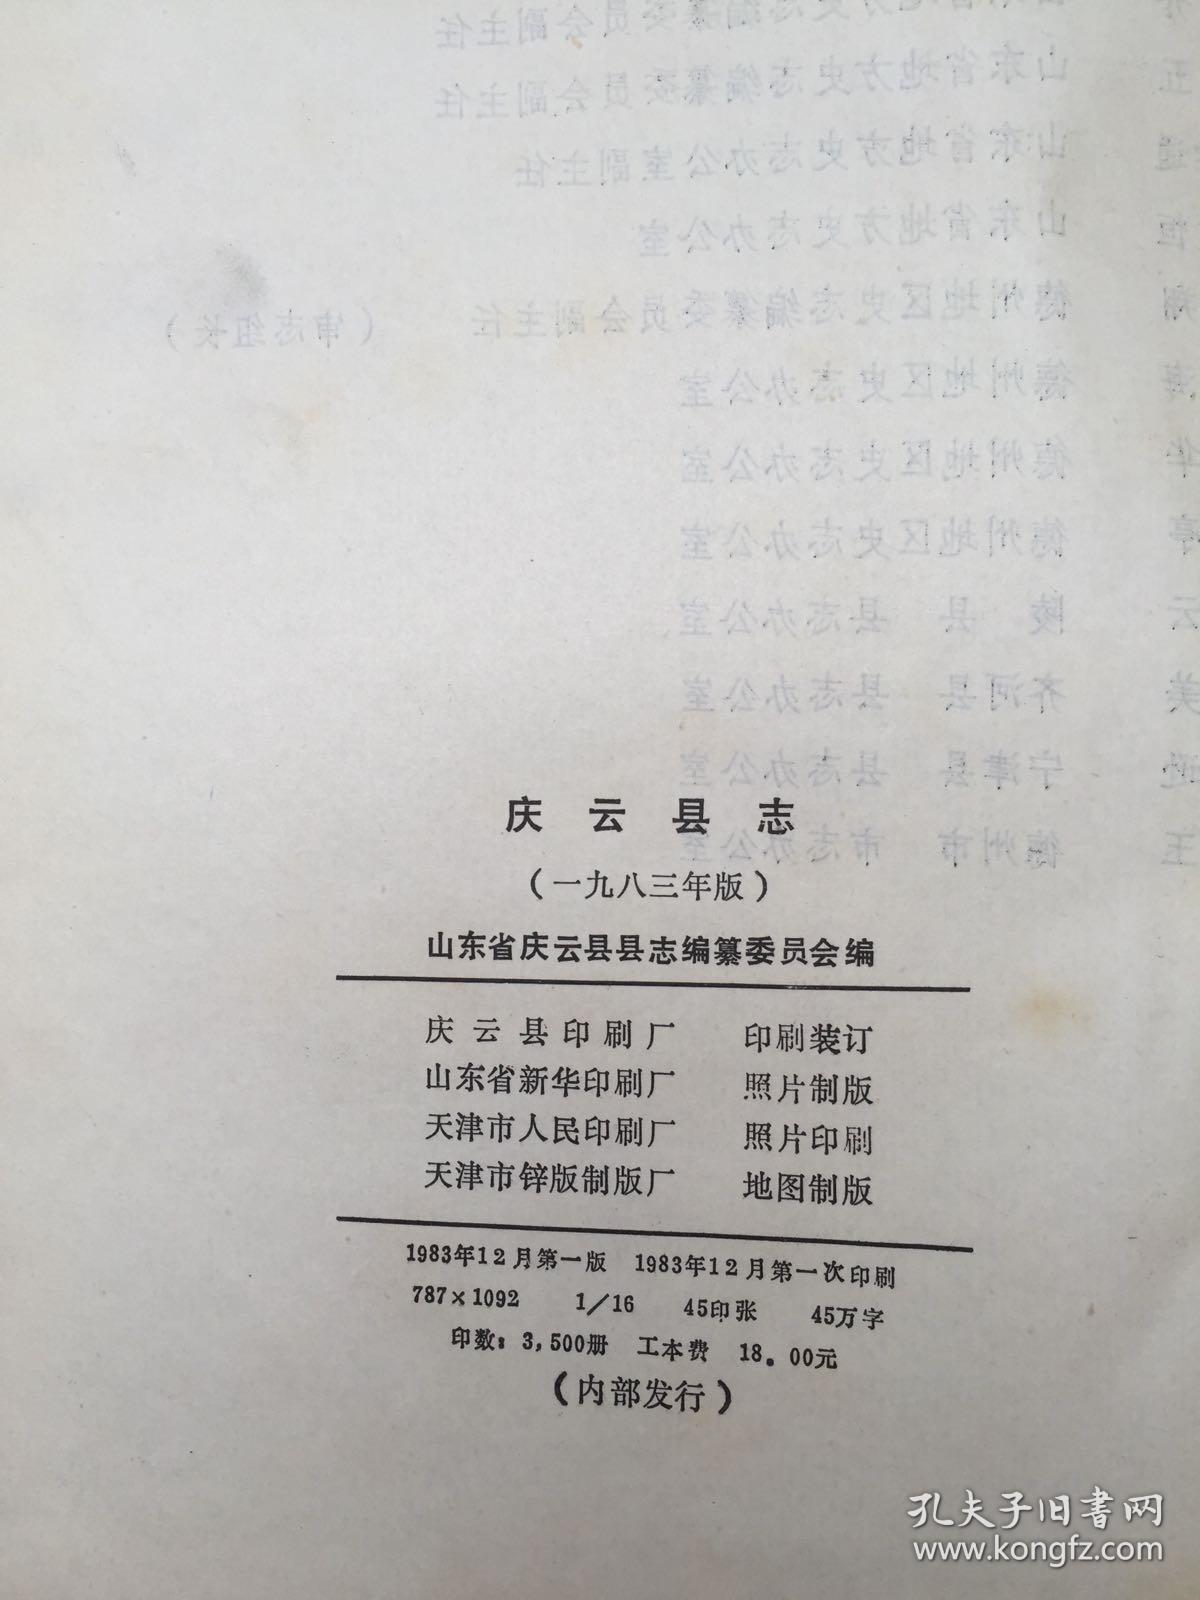 山东省地方史志编纂委员会副主任
山东省地方史志编纂委员会副主任
山东省地方史志办公室副主任
山东省地方史志办公室
德州地区史志编纂委员会副主任 （审志组长）
德州地区史志办公室
德州地区史志办公室
德州地区史志办公室
陵 县 县志办公室
齐河县 县志办公室
宁津县 县志办公室
德州市 市志办公室
庆云县志
（一九八三年版）
山东省庆云县县志编纂委员会编
庆云县印刷厂 印刷装订
山东省新华印刷厂 照片制版
天津市人民印刷厂 照片印刷
天津市锌版制版厂 地图制版
1983年12月第一版 1983年12月第一次印刷
787×1092 1/16 45印张 45万字
印数：3,500册 工本费 18.00元
（内部发行）
孔夫子旧书网
www.kongfz.com